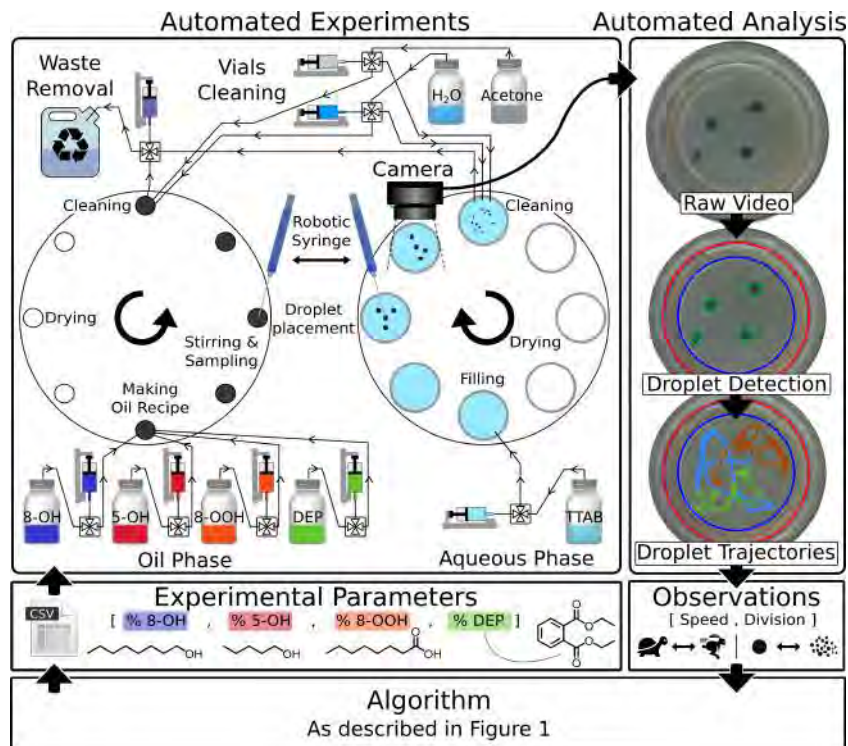 Automated Experiments
Automated Analysis
Waste
Removal
Vials
Cleaning
H₂O
Acetone
Camera
Cleaning
Cleaning
Robotic
Syringe
Raw Video
Drying
Droplet
placement
Stirring &
Sampling
Drying
Making
Oil Recipe
Filling
Droplet Detection
8-OH
5-OH
8-OOH
DEP
TTAB
Oil Phase
Aqueous Phase
Droplet Trajectories
Experimental Parameters
Observations
CSV
[ % 8-OH , % 5-OH , % 8-OOH , % DEP ]
[ Speed , Division ]
OH
OH
O
OH
O
O
O
O
Algorithm
As described in Figure 1